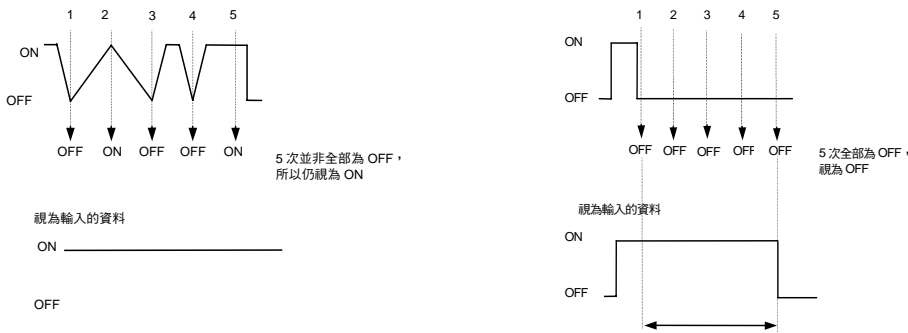 1 2 3 4 5
ON
OFF
OFF ON OFF OFF ON
5 次並非全部為 OFF，
所以仍視為 ON
視為輸入的資料
ON
OFF
1 2 3 4 5
ON
OFF
OFF OFF OFF OFF OFF
5 次全部為 OFF，
視為 OFF
視為輸入的資料
ON
OFF